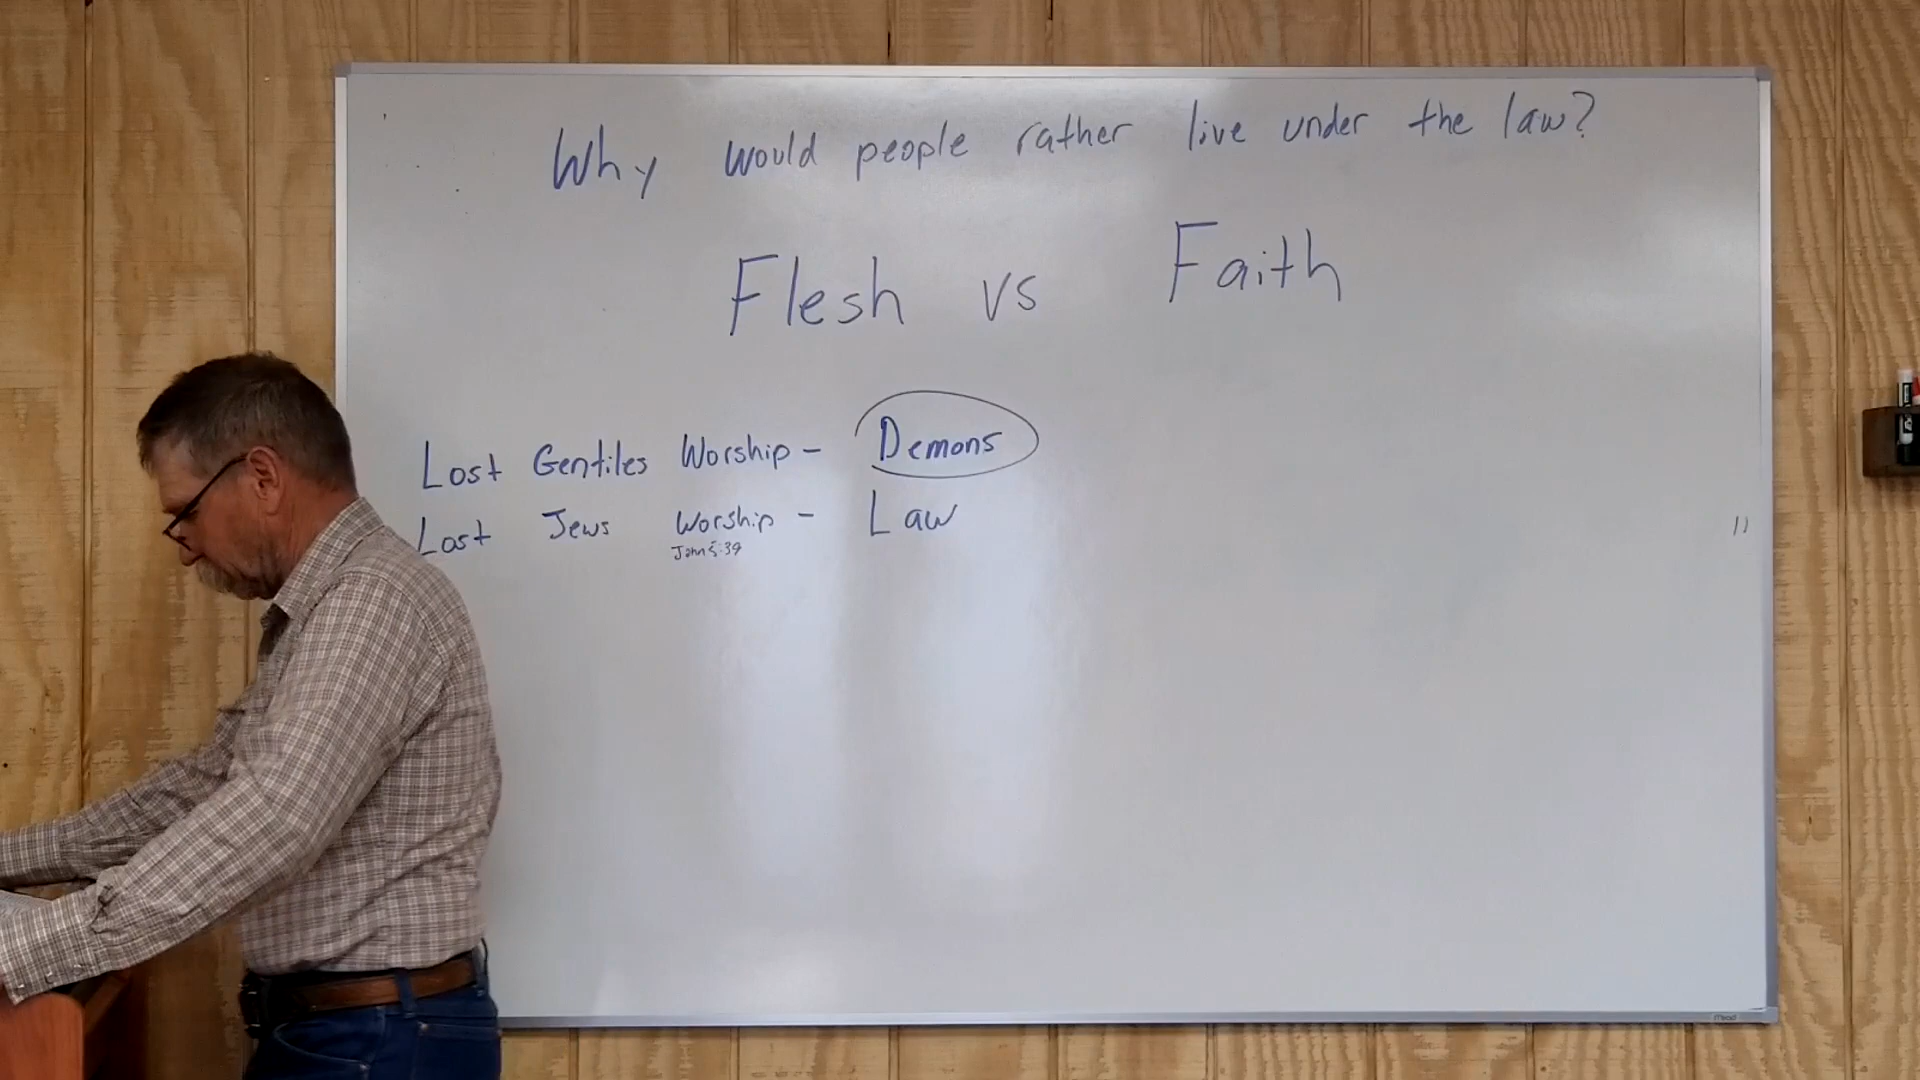 Why would people rather live under the law?
Flesh vs Faith
Lost Gentiles Worship - Demons
Lost Jews Worship - Law
John 5:39
11